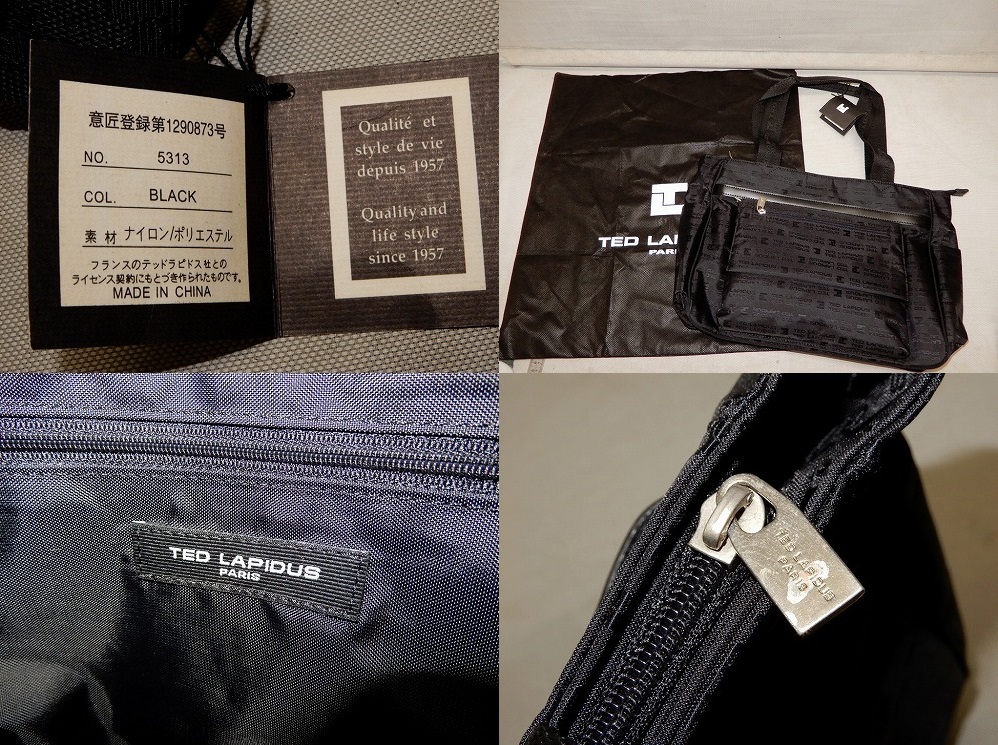 意匠登録第1290873号
NO. 5313
COL. BLACK
素材 ナイロン/ポリエステル
フランスのテッドラピドス社との
ライセンス契約にもとづき作られたものです。
MADE IN CHINA
Qualité et
style de vie
depuis 1957
Quality and
life style
since 1957
TED LA
PARI
TED LAPIDUS
TED LAPIDUS
PARIS
TED LAPIDUS
PARIS